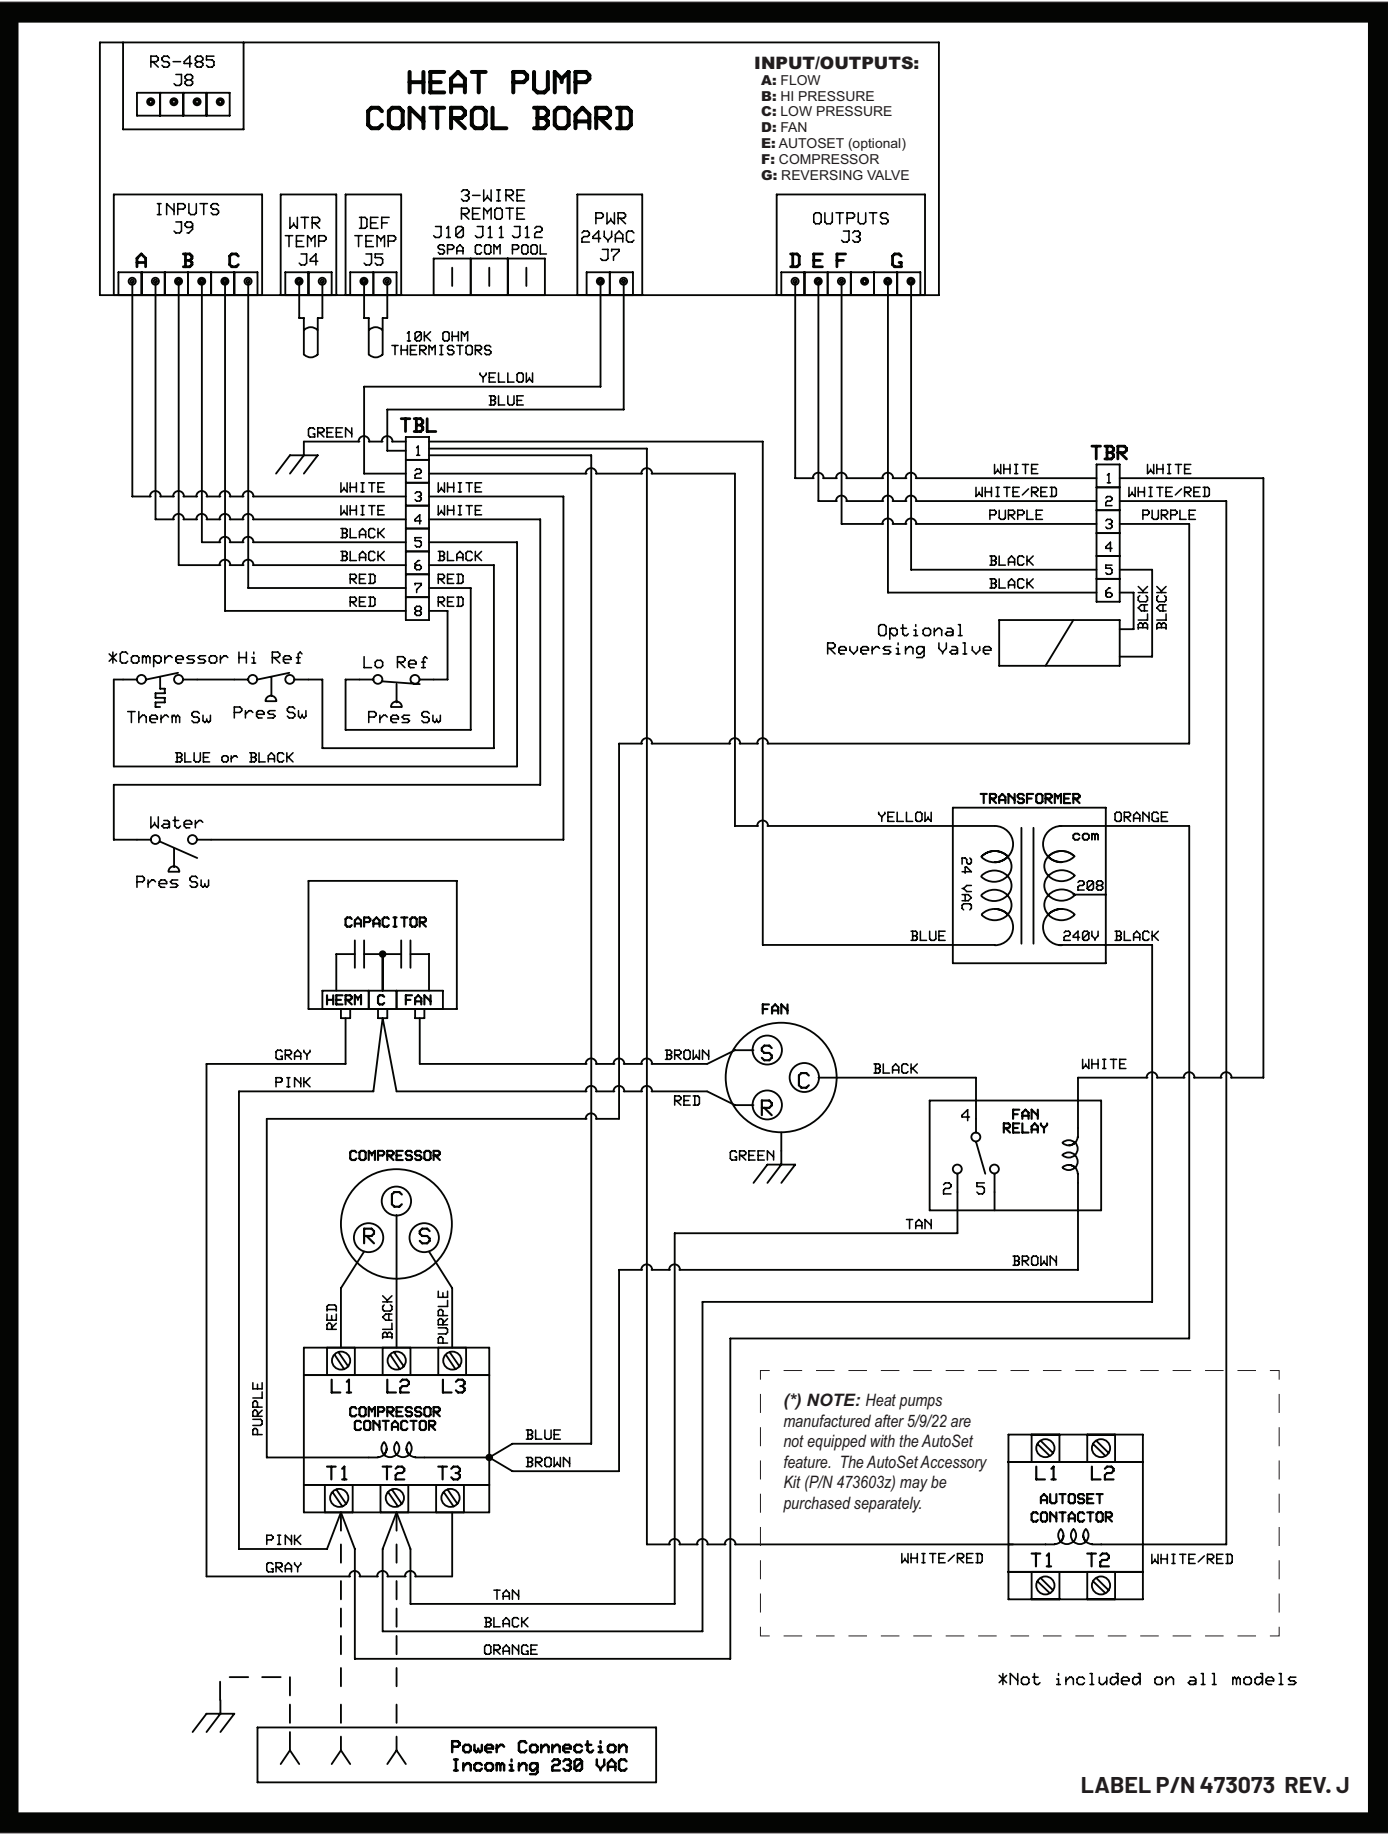 RS-485
J8
HEAT PUMP
CONTROL BOARD
INPUT/OUTPUTS:
A: FLOW
B: HI PRESSURE
C: LOW PRESSURE
D: FAN
E: AUTOSET (optional)
F: COMPRESSOR
G: REVERSING VALVE
INPUTS
J9
A B C
WTR
TEMP
J4
DEF
TEMP
J5
3-WIRE
REMOTE
J10 J11 J12
SPA COM POOL
PWR
24VAC
J7
OUTPUTS
J3
D E F G
10K OHM
THERMISTORS
YELLOW
BLUE
GREEN
TBL
1
2
WHITE 3 WHITE
WHITE 4 WHITE
BLACK 5
BLACK 6 BLACK
RED 7 RED
RED 8 RED
TBR
WHITE 1 WHITE
WHITE/RED 2 WHITE/RED
PURPLE 3 PURPLE
4
BLACK 5
BLACK 6
BLACK
BLACK
Optional
Reversing Valve
*Compressor Hi Ref
Therm Sw Pres Sw
Lo Ref
Pres Sw
BLUE or BLACK
Water
Pres Sw
TRANSFORMER
YELLOW
ORANGE
com
24 VAC
208
BLUE
240V
BLACK
CAPACITOR
HERM C FAN
FAN
GRAY
BROWN
S
C
R
BLACK
WHITE
PINK
RED
GREEN
4
FAN
RELAY
2 5
COMPRESSOR
C
R S
TAN
BROWN
RED
BLACK
PURPLE
L1 L2 L3
PURPLE
COMPRESSOR
CONTACTOR
BLUE
BROWN
T1 T2 T3
(*) NOTE: Heat pumps
manufactured after 5/9/22 are
not equipped with the AutoSet
feature. The AutoSet Accessory
Kit (P/N 473603z) may be
purchased separately.
L1 L2
AUTOSET
CONTACTOR
WHITE/RED
T1 T2
WHITE/RED
PINK
GRAY
TAN
BLACK
ORANGE
*Not included on all models
Power Connection
Incoming 230 VAC
LABEL P/N 473073 REV. J